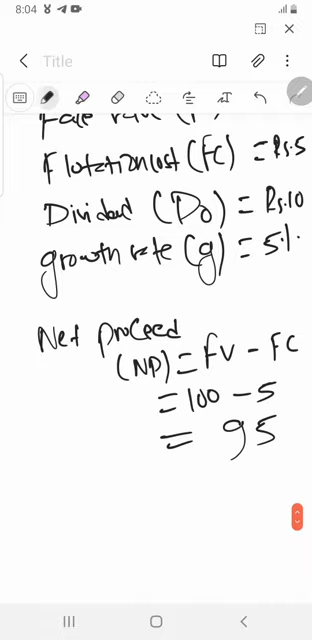 8:04
Title
Flotation cost (FC) = Rs.5
Dividend (D0) = Rs.10
growth rate (g) = 5%.
Net proceed
(NP) = FV - FC
= 100 - 5
= 95